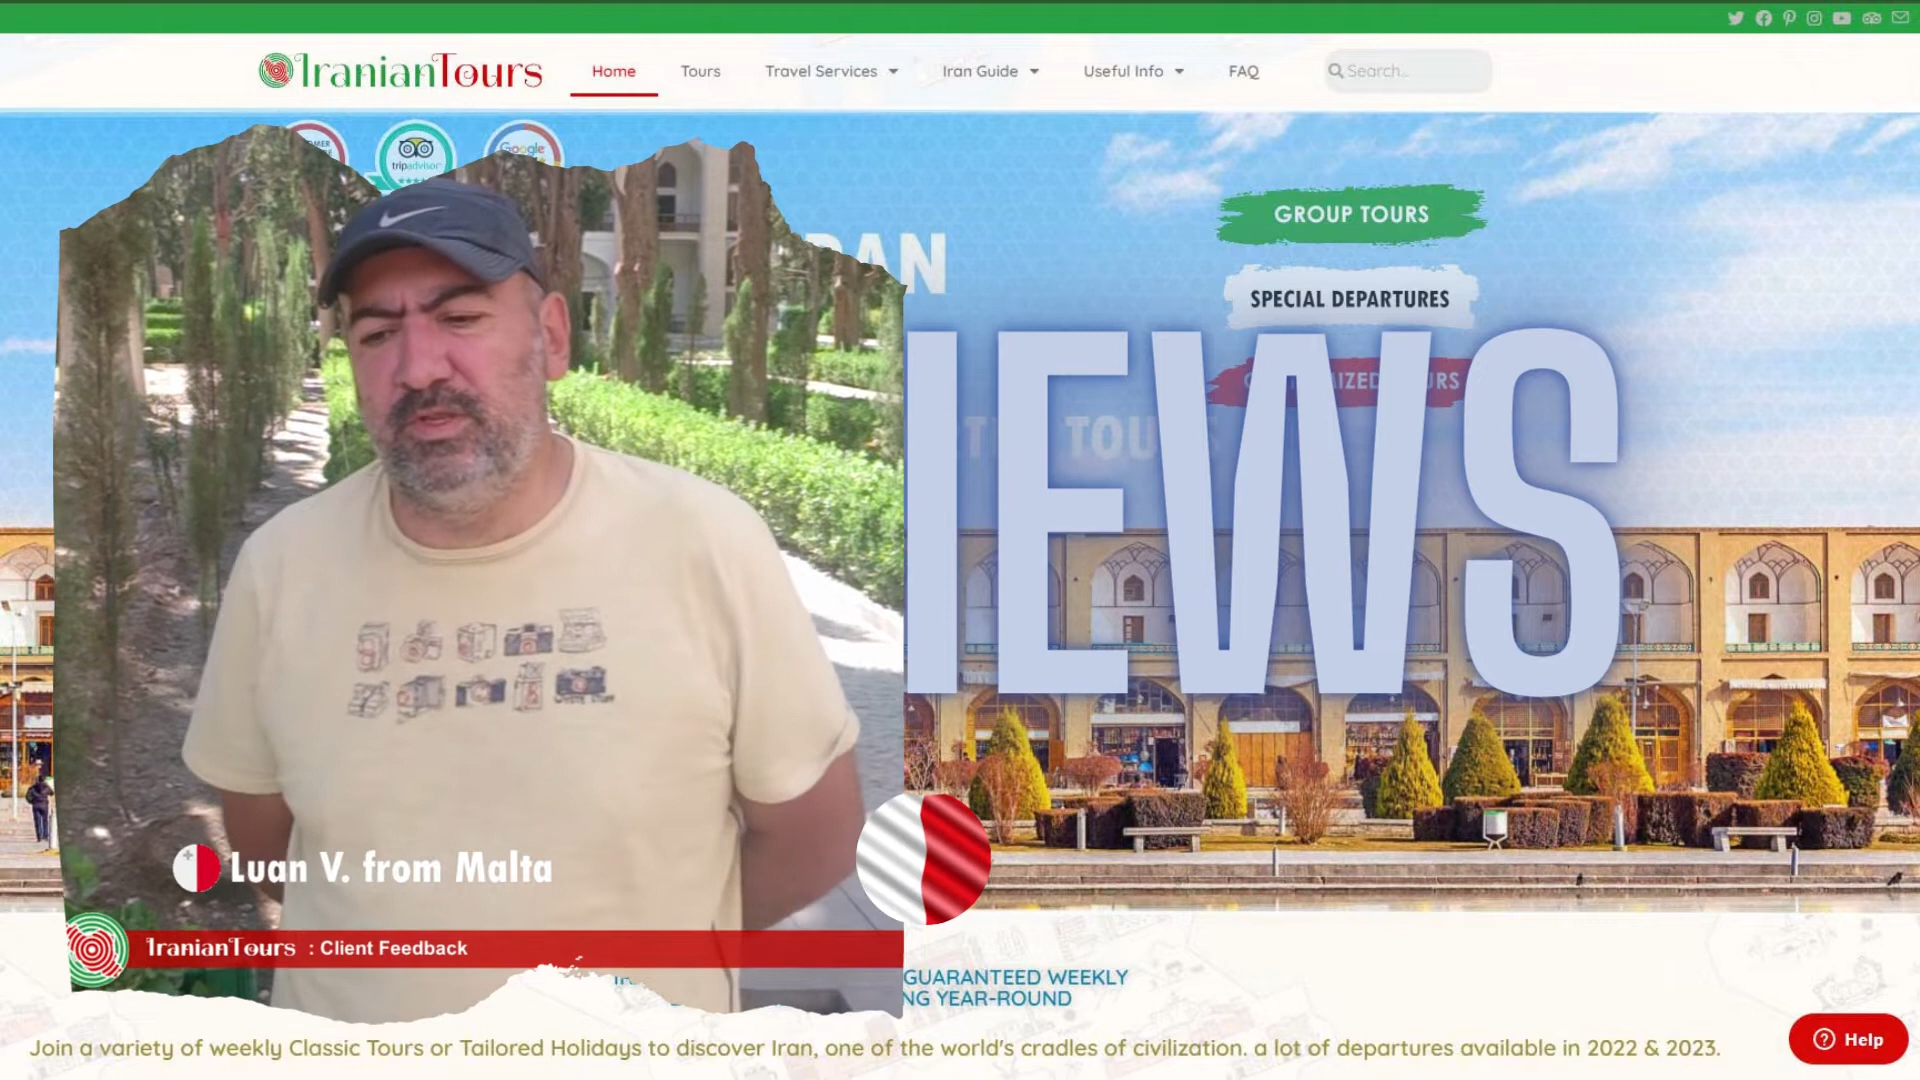 IranianTours
Home
Tours
Travel Services
Iran Guide
Useful Info
FAQ
Search...
tripadvisor
Google
GROUP TOURS
SPECIAL DEPARTURES
IEWS
Luan V. from Malta
IranianTours : Client Feedback
GUARANTEED WEEKLY
YEAR-ROUND
Join a variety of weekly Classic Tours or Tailored Holidays to discover Iran, one of the world's cradles of civilization. a lot of departures available in 2022 & 2023.
Help